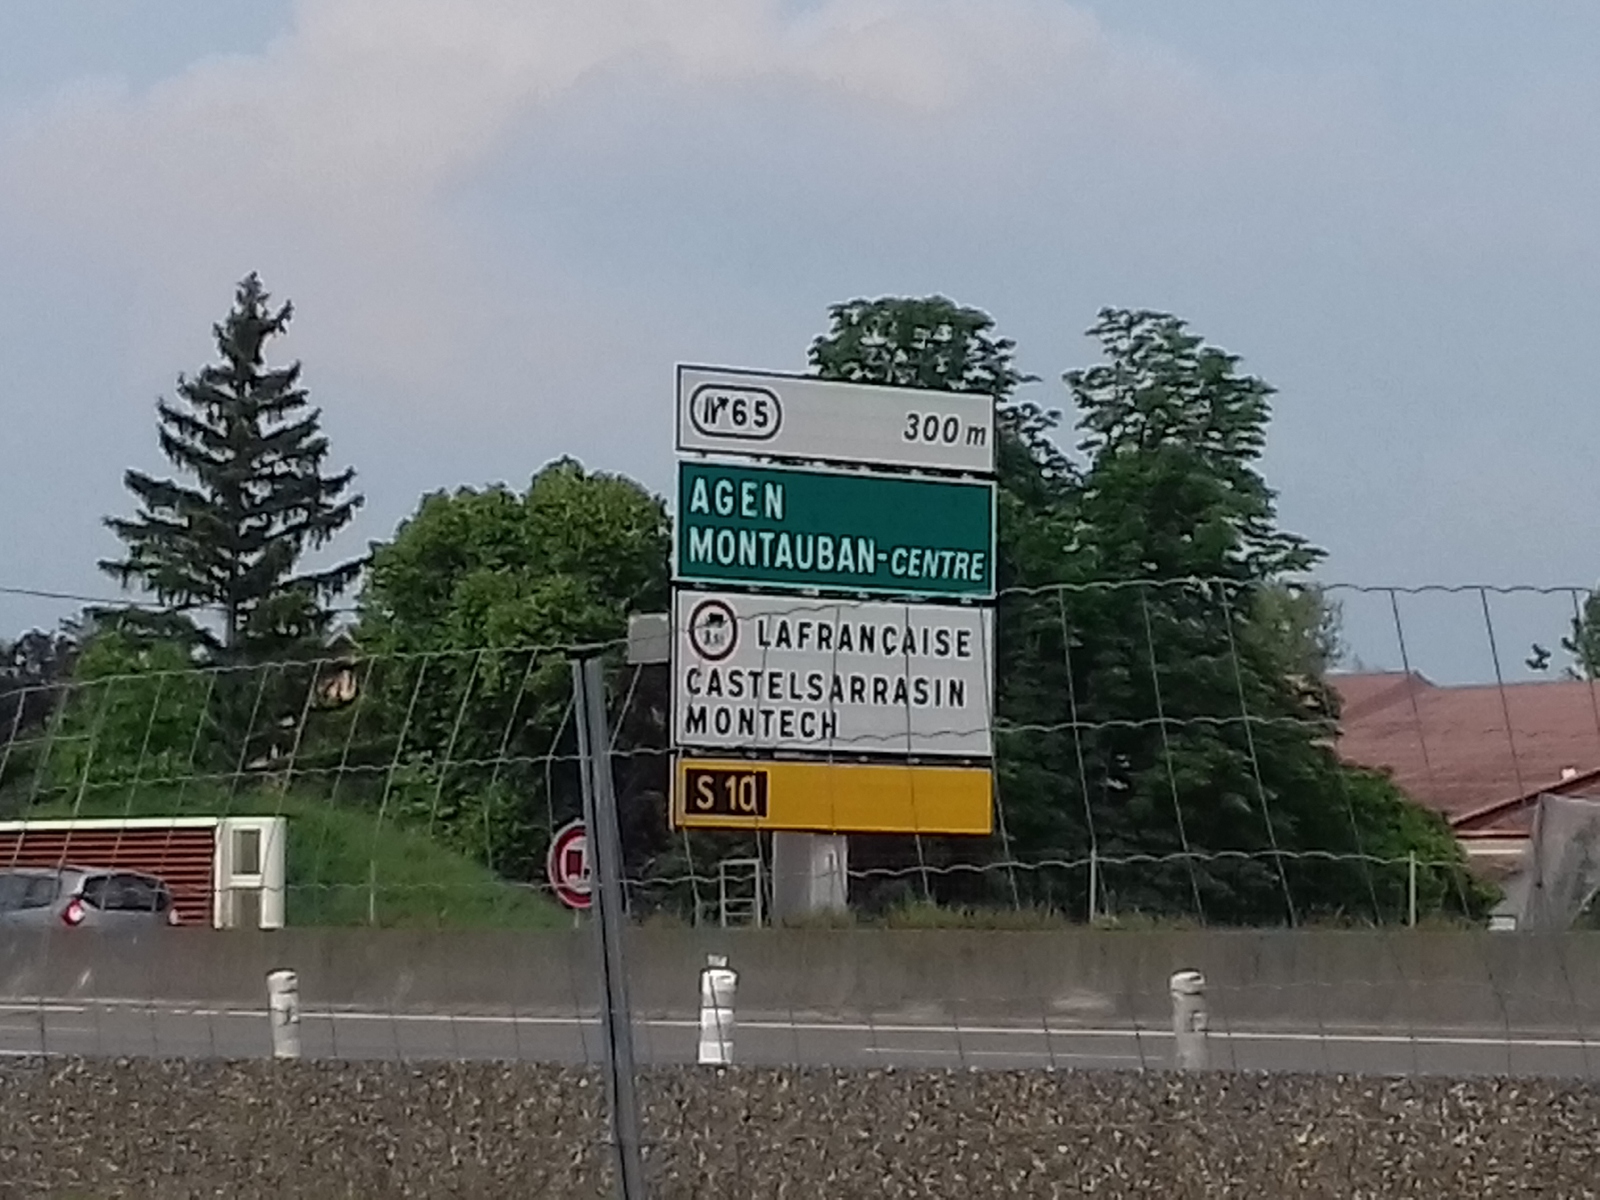 65 300 m
AGEN
MONTAUBAN-CENTRE
LAFRANÇAISE
CASTELSARRASIN
MONTECH
S 10